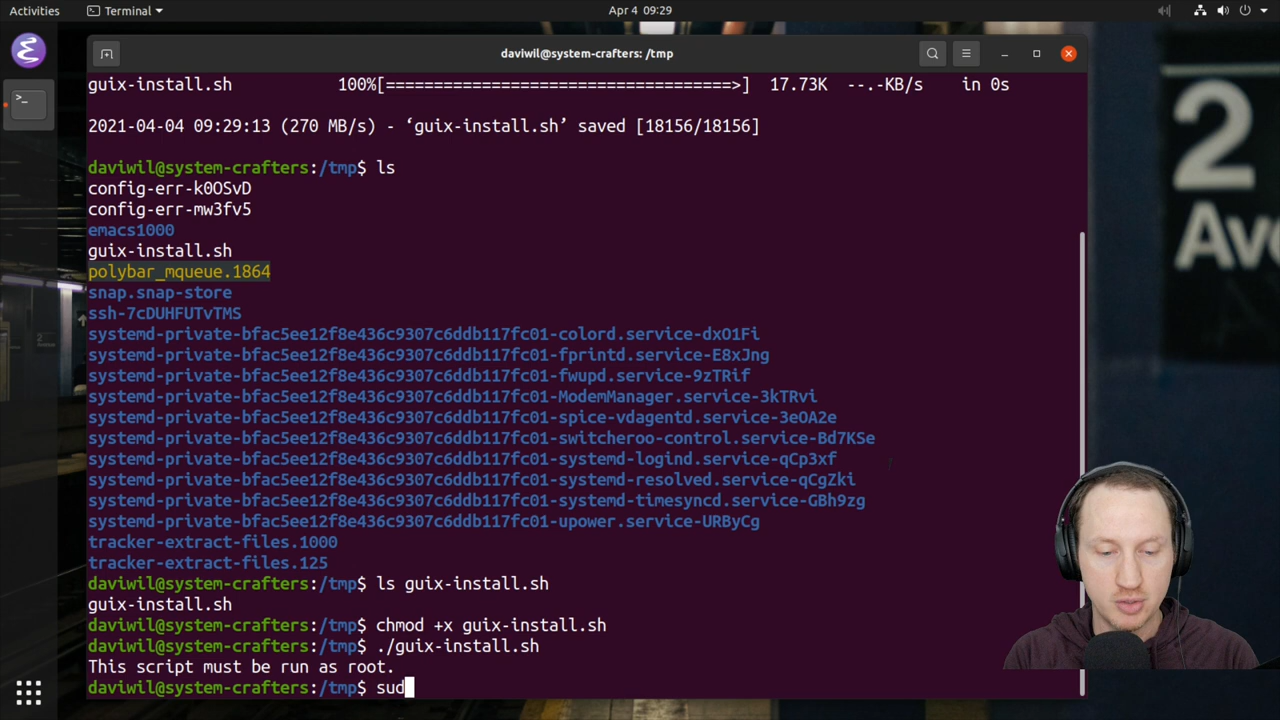 Activities
Terminal
Apr 4 09:29
daviwil@system-crafters: /tmp
guix-install.sh 100%[====================================>] 17.73K --.-KB/s in 0s
2021-04-04 09:29:13 (270 MB/s) - ‘guix-install.sh’ saved [18156/18156]
daviwil@system-crafters:/tmp$ ls
config-err-k0OSvD
config-err-mw3fv5
emacs1000
guix-install.sh
polybar_mqueue.1864
snap.snap-store
ssh-7cDUHFUTvTMS
systemd-private-bfac5ee12f8e436c9307c6ddb117fc01-colord.service-dxO1Fi
systemd-private-bfac5ee12f8e436c9307c6ddb117fc01-fprintd.service-E8xJng
systemd-private-bfac5ee12f8e436c9307c6ddb117fc01-fwupd.service-9zTRif
systemd-private-bfac5ee12f8e436c9307c6ddb117fc01-ModemManager.service-3kTRvi
systemd-private-bfac5ee12f8e436c9307c6ddb117fc01-spice-vdagentd.service-3eOA2e
systemd-private-bfac5ee12f8e436c9307c6ddb117fc01-switcheroo-control.service-Bd7KSe
systemd-private-bfac5ee12f8e436c9307c6ddb117fc01-systemd-logind.service-qCp3xf
systemd-private-bfac5ee12f8e436c9307c6ddb117fc01-systemd-resolved.service-qCgZki
systemd-private-bfac5ee12f8e436c9307c6ddb117fc01-systemd-timesyncd.service-GBh9zg
systemd-private-bfac5ee12f8e436c9307c6ddb117fc01-upower.service-URByCg
tracker-extract-files.1000
tracker-extract-files.125
daviwil@system-crafters:/tmp$ ls guix-install.sh
guix-install.sh
daviwil@system-crafters:/tmp$ chmod +x guix-install.sh
daviwil@system-crafters:/tmp$ ./guix-install.sh
This script must be run as root.
daviwil@system-crafters:/tmp$ sud
2
Ave